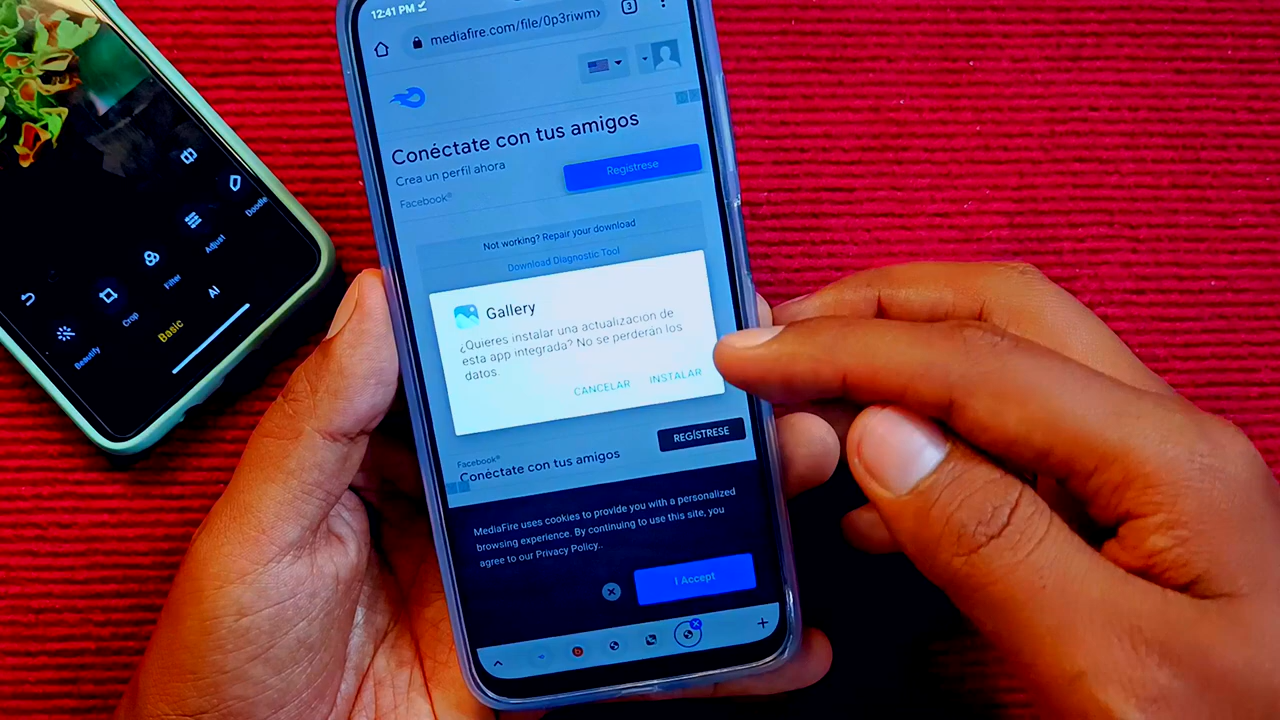 12:41 PM
mediafire.com/file/0p3riwm
3
Conéctate con tus amigos
Crea un perfil ahora
Regístrese
Facebook®
Not working? Repair your download
Download Diagnostic Tool
Gallery
¿Quieres instalar una actualización de
esta app integrada? No se perderán los
datos.
CANCELAR INSTALAR
Facebook®
Conéctate con tus amigos
REGÍSTRESE
MediaFire uses cookies to provide you with a personalized
browsing experience. By continuing to use this site, you
agree to our Privacy Policy..
I Accept
Doodle
Adjust
Filter
Crop
Beautify
AI
Basic